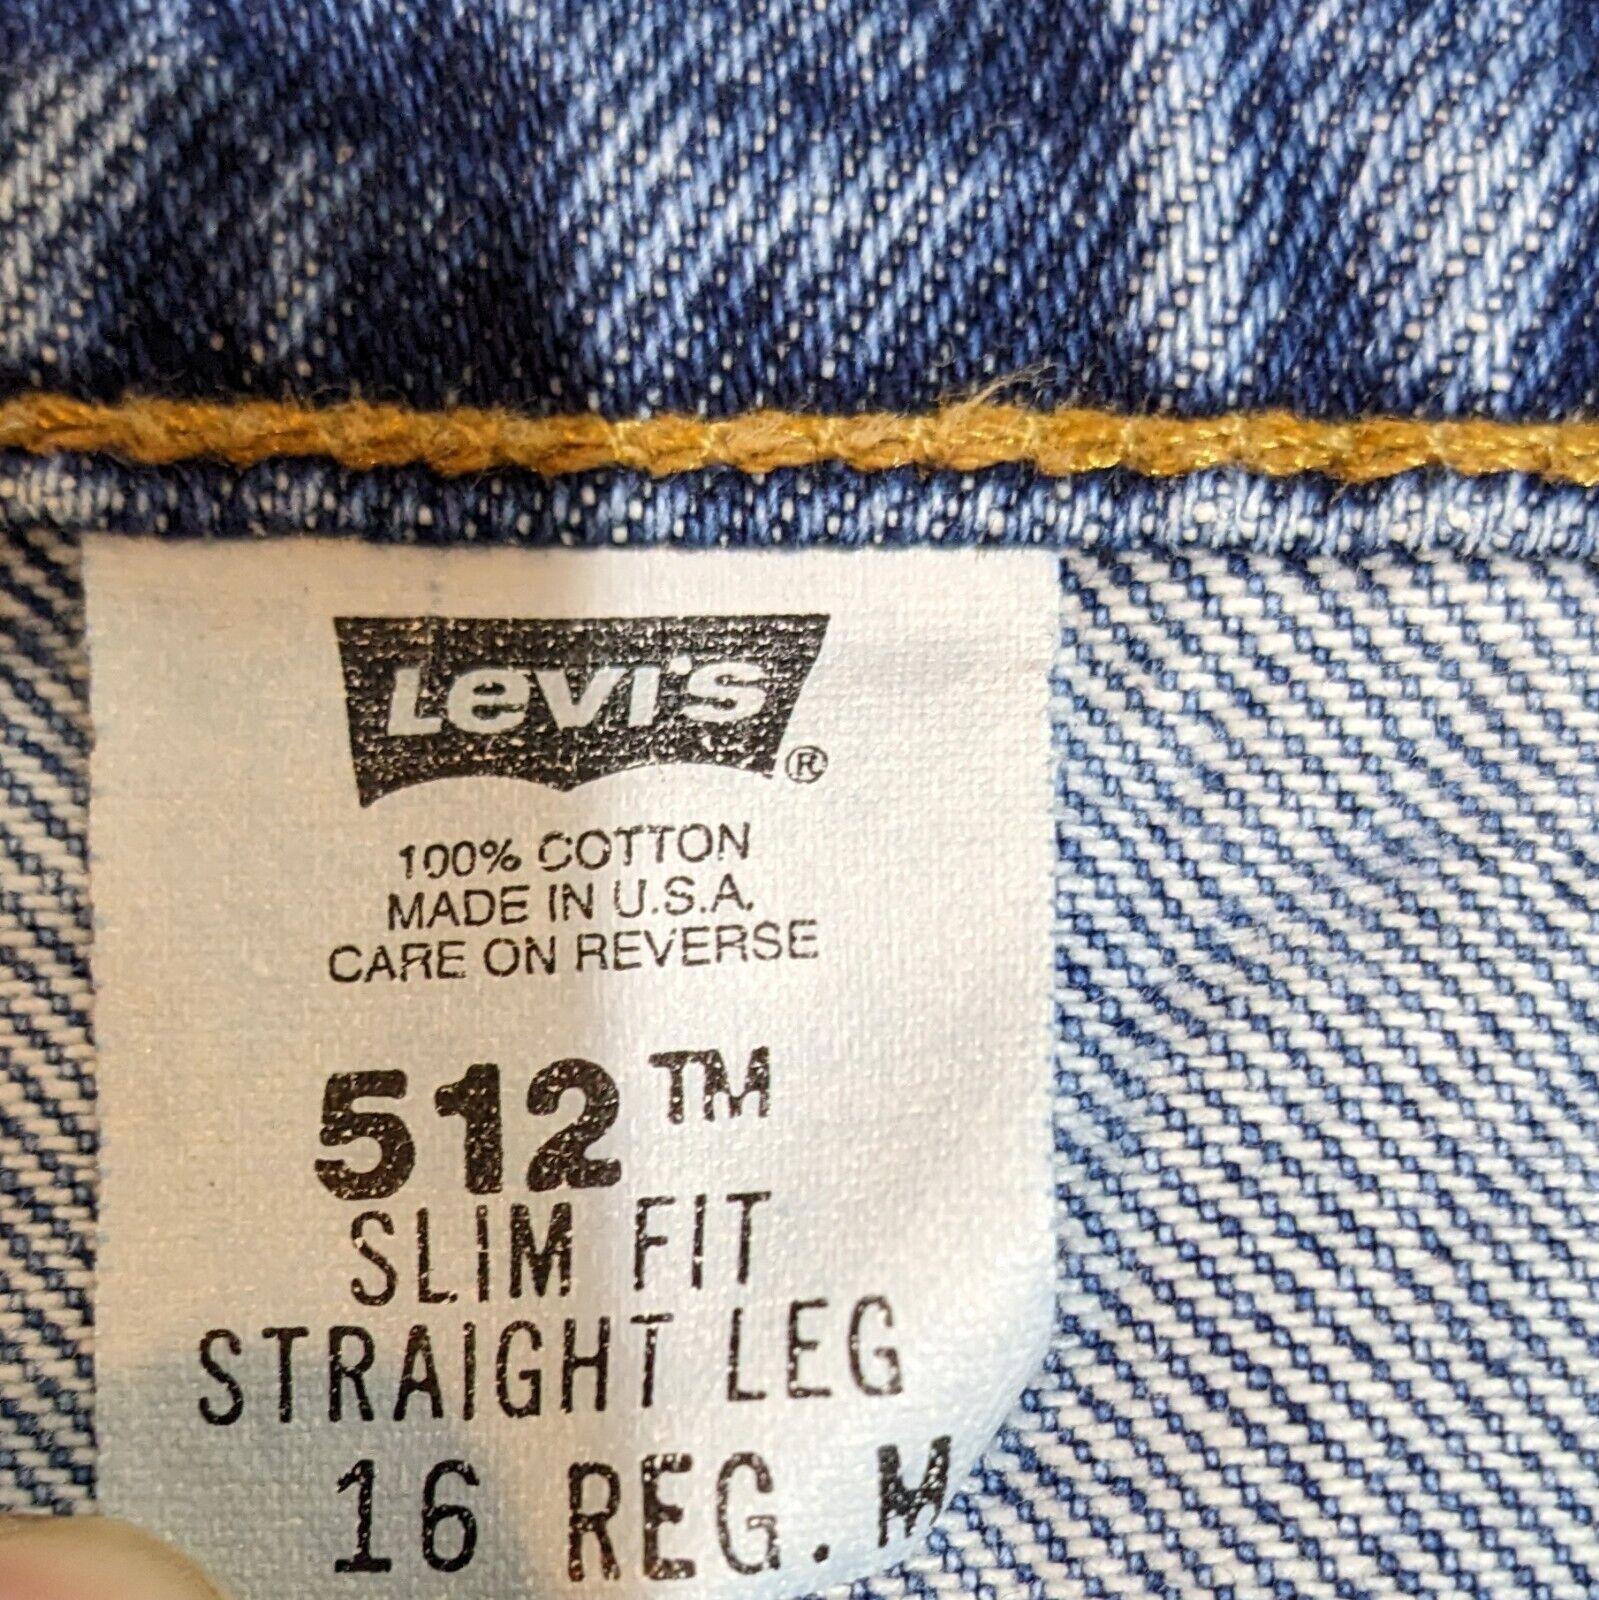 Levi's®
100% COTTON
MADE IN U.S.A.
CARE ON REVERSE
512™
SLIM FIT
STRAIGHT LEG
16 REG. M